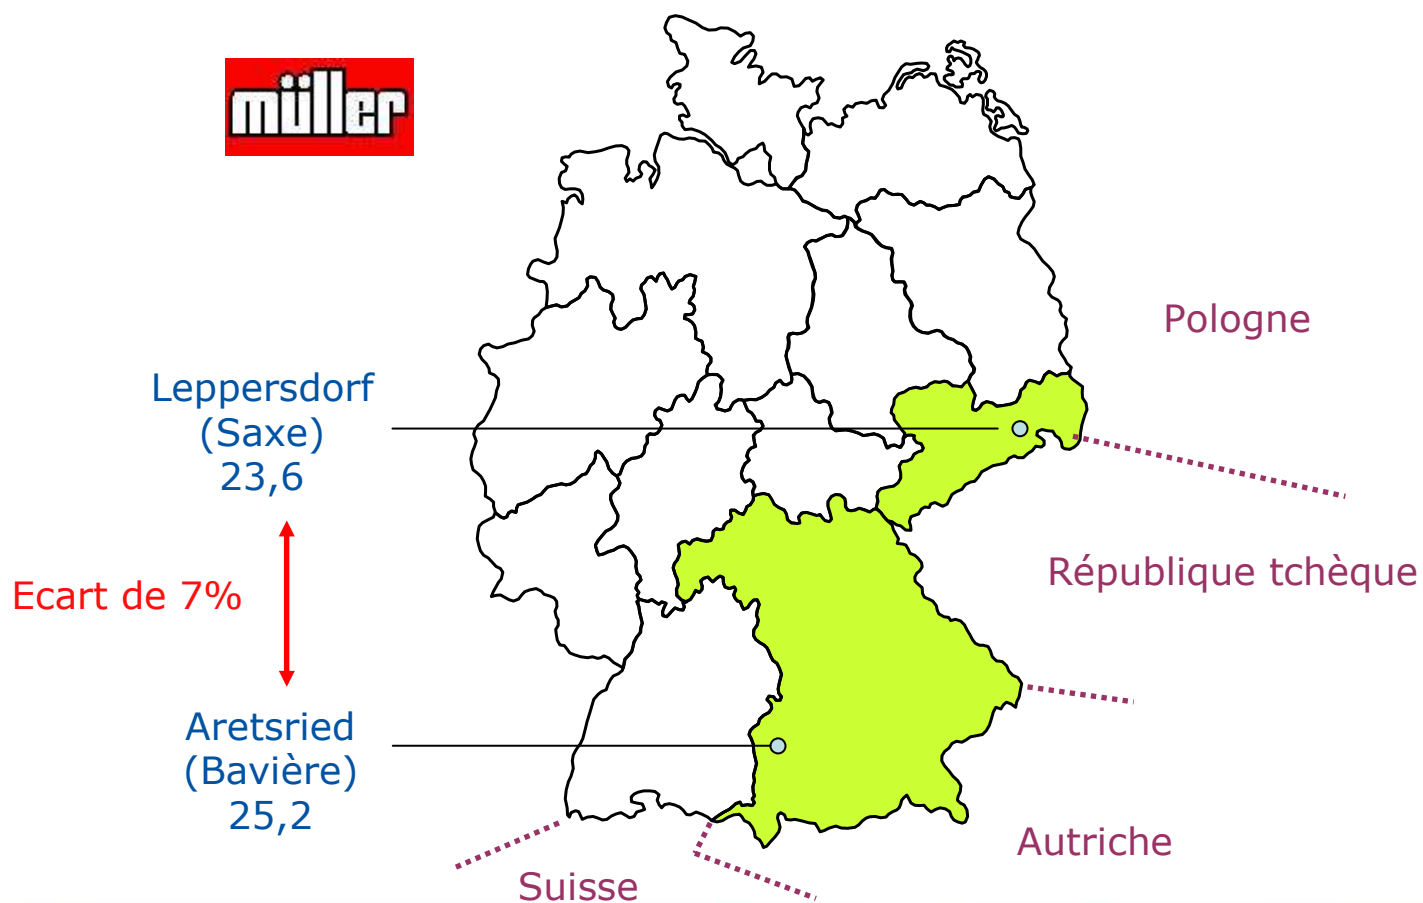 müller
Pologne
Leppersdorf
(Saxe)
23,6
République tchèque
Ecart de 7%
Aretsried
(Bavière)
25,2
Autriche
Suisse